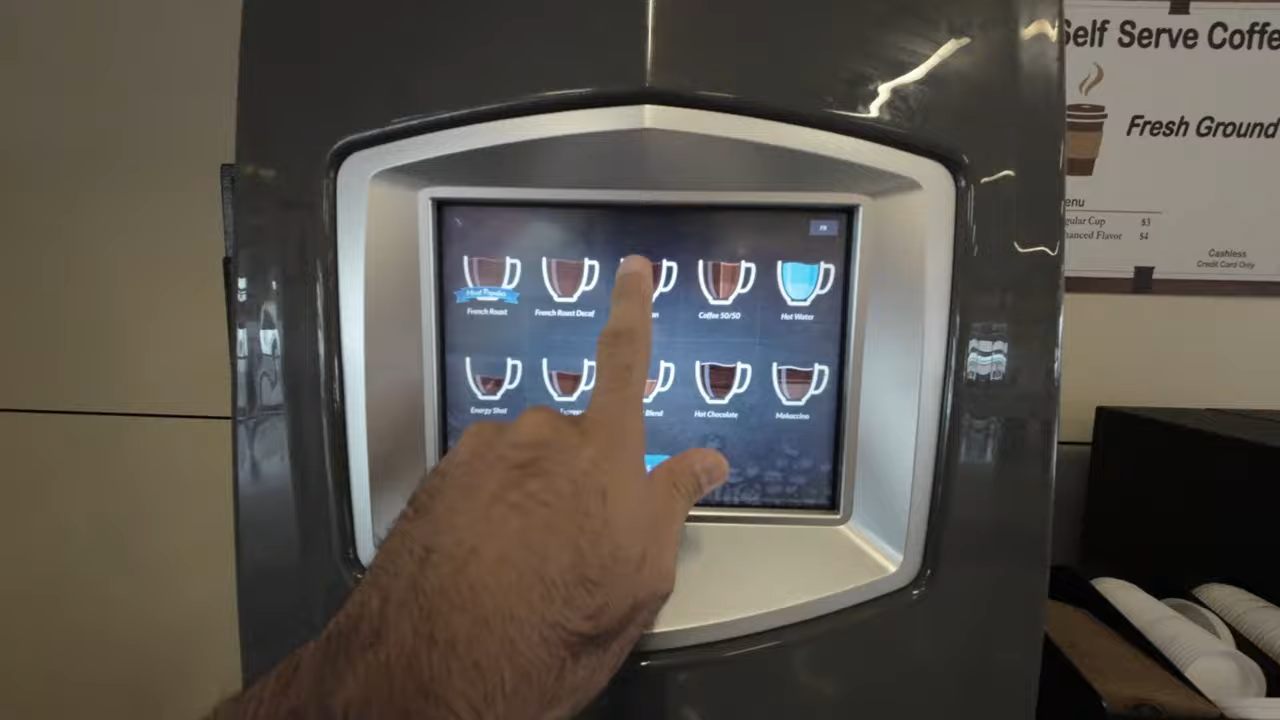 Self Serve Coffe
Fresh Ground
enu
gular Cup $3
hanced Flavor $4
Cashless
Credit Card Only
FR
Most Popular
French Roast
French Roast Decaf
Coffee 50/50
Hot Water
Energy Shot
Blend
Hot Chocolate
Mokaccino